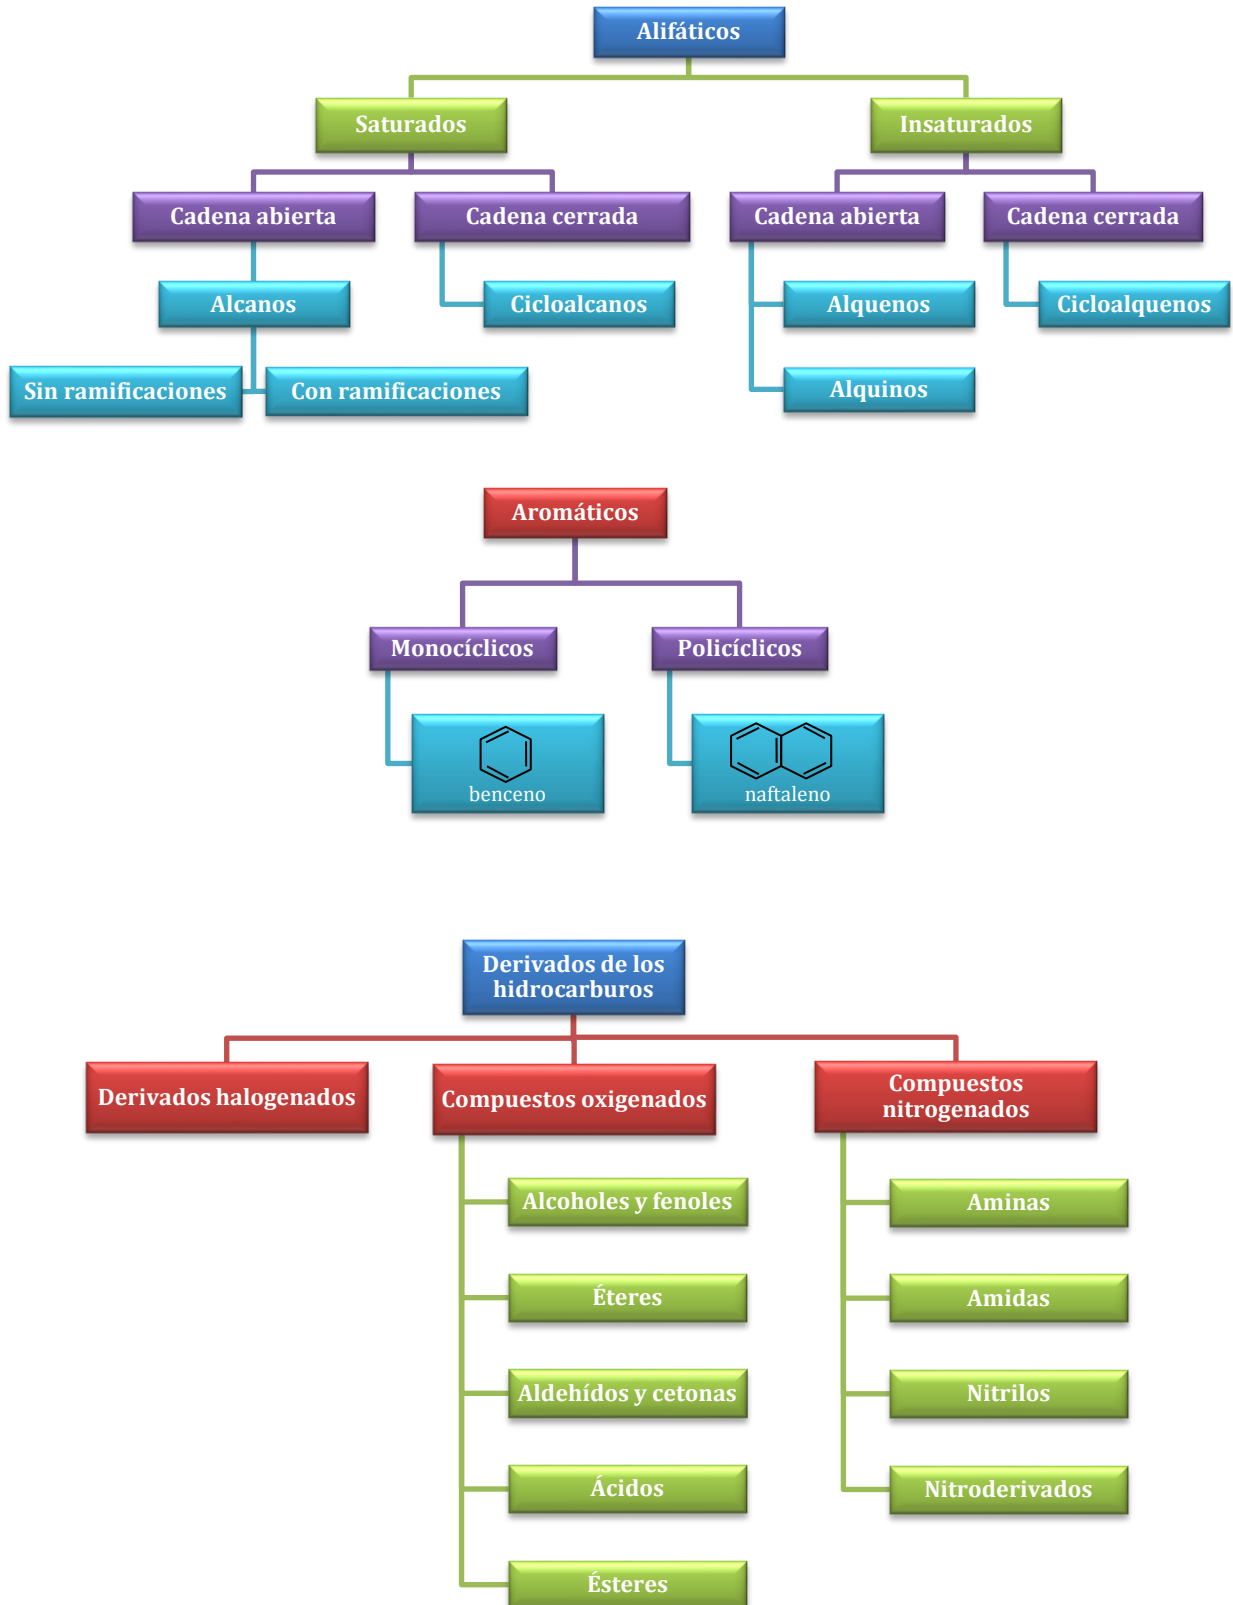 Alifáticos
Saturados
Insaturados
Cadena abierta
Cadena cerrada
Cadena abierta
Cadena cerrada
Alcanos
Cicloalcanos
Alquenos
Cicloalquenos
Sin ramificaciones
Con ramificaciones
Alquinos
Aromáticos
Monocíclicos
Policíclicos
benceno
naftaleno
Derivados de los
hidrocarburos
Derivados halogenados
Compuestos oxigenados
Compuestos
nitrogenados
Alcoholes y fenoles
Aminas
Éteres
Amidas
Aldehídos y cetonas
Nitrilos
Ácidos
Nitroderivados
Ésteres